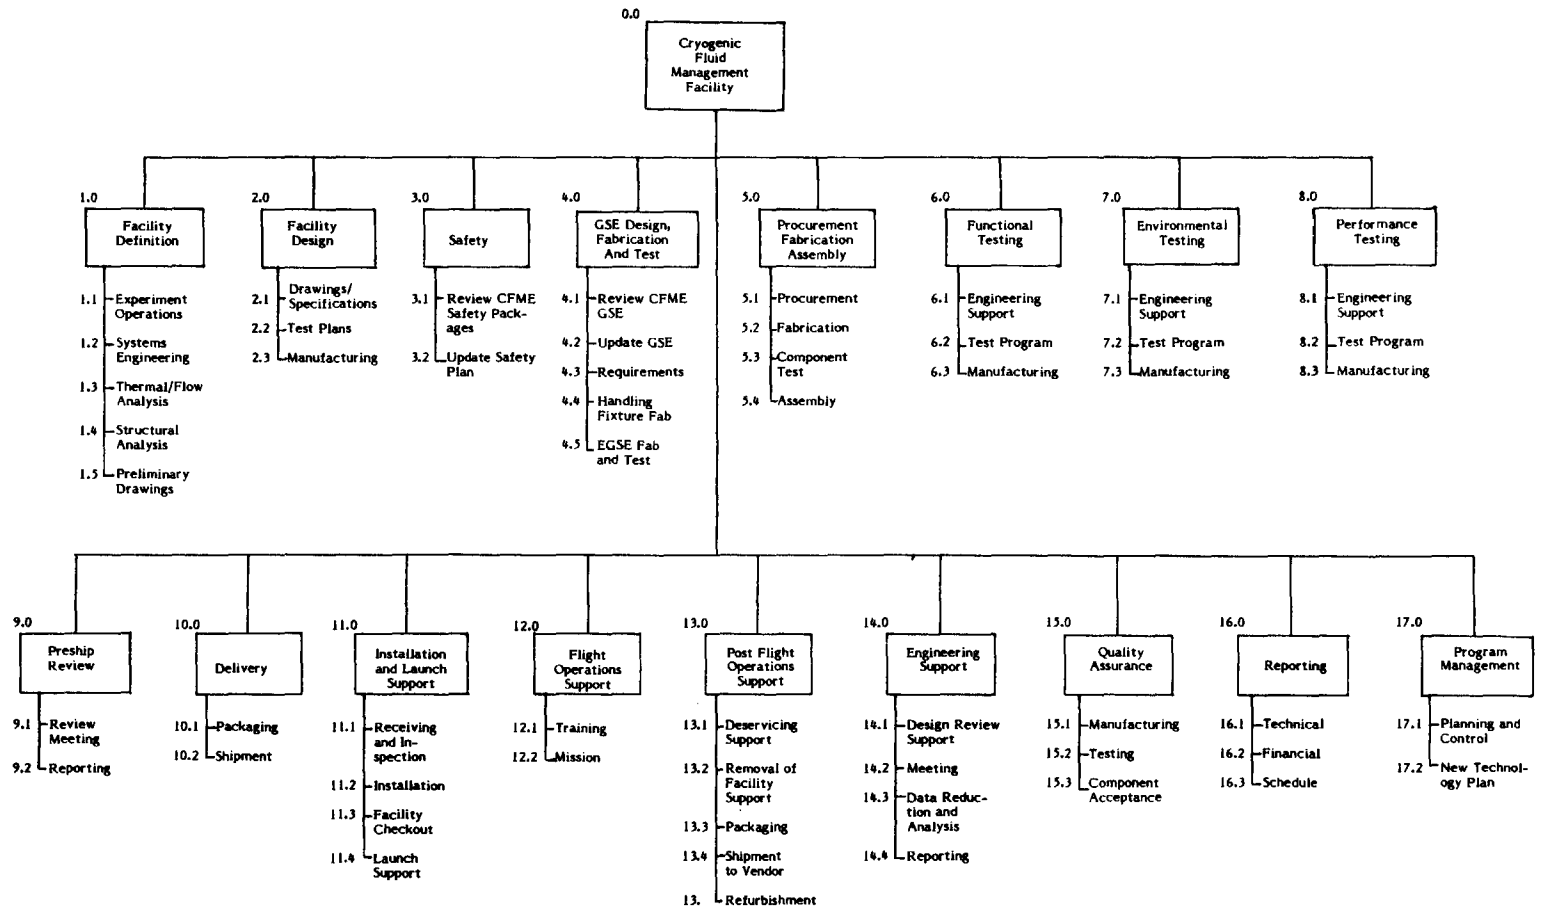 0.0
Cryogenic
Fluid
Management
Facility
1.0
Facility
Definition
1.1 Experiment
Operations
1.2 Systems
Engineering
1.3 Thermal/Flow
Analysis
1.4 Structural
Analysis
1.5 Preliminary
Drawings
2.0
Facility
Design
2.1 Drawings/
Specifications
2.2 Test Plans
2.3 Manufacturing
3.0
Safety
3.1 Review CFME
Safety Pack-
ages
3.2 Update Safety
Plan
4.0
GSE Design,
Fabrication
And Test
4.1 Review CFME
GSE
4.2 Update GSE
4.3 Requirements
4.4 Handling
Fixture Fab
4.5 EGSE Fab
and Test
5.0
Procurement
Fabrication
Assembly
5.1 Procurement
5.2 Fabrication
5.3 Component
Test
5.4 Assembly
6.0
Functional
Testing
6.1 Engineering
Support
6.2 Test Program
6.3 Manufacturing
7.0
Environmental
Testing
7.1 Engineering
Support
7.2 Test Program
7.3 Manufacturing
8.0
Performance
Testing
8.1 Engineering
Support
8.2 Test Program
8.3 Manufacturing
9.0
Preship
Review
9.1 Review
Meeting
9.2 Reporting
10.0
Delivery
10.1 Packaging
10.2 Shipment
11.0
Installation
and Launch
Support
11.1 Receiving
and In-
spection
11.2 Installation
11.3 Facility
Checkout
11.4 Launch
Support
12.0
Flight
Operations
Support
12.1 Training
12.2 Mission
13.0
Post Flight
Operations
Support
13.1 Deservicing
Support
13.2 Removal of
Facility
Support
13.3 Packaging
13.4 Shipment
to Vendor
13. Refurbishment
14.0
Engineering
Support
14.1 Design Review
Support
14.2 Meeting
14.3 Data Reduc-
tion and
Analysis
14.4 Reporting
15.0
Quality
Assurance
15.1 Manufacturing
15.2 Testing
15.3 Component
Acceptance
16.0
Reporting
16.1 Technical
16.2 Financial
16.3 Schedule
17.0
Program
Management
17.1 Planning and
Control
17.2 New Technol-
ogy Plan